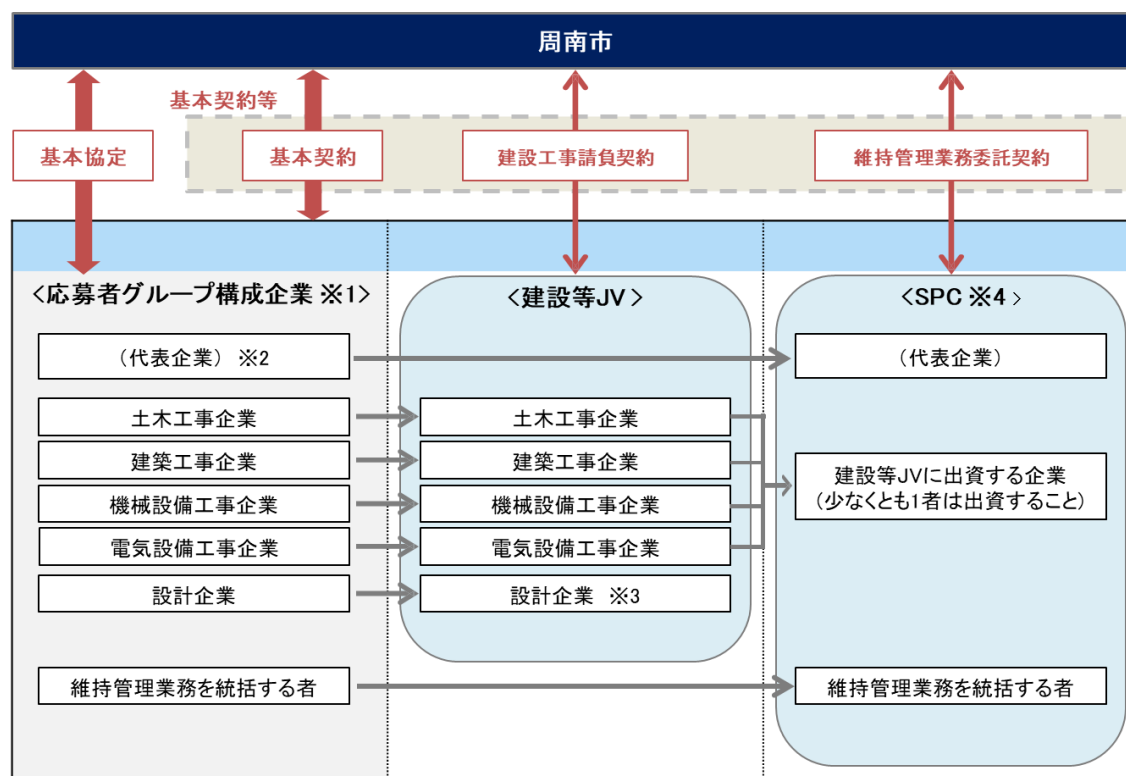 周南市
基本契約等
基本協定
基本契約
建設工事請負契約
維持管理業務委託契約
<応募者グループ構成企業 ※1>
(代表企業) ※2
土木工事企業
建築工事企業
機械設備工事企業
電気設備工事企業
設計企業
維持管理業務を統括する者
<建設等JV>
土木工事企業
建築工事企業
機械設備工事企業
電気設備工事企業
設計企業 ※3
<SPC ※4>
(代表企業)
建設等JVに出資する企業
(少なくとも1者は出資すること)
維持管理業務を統括する者